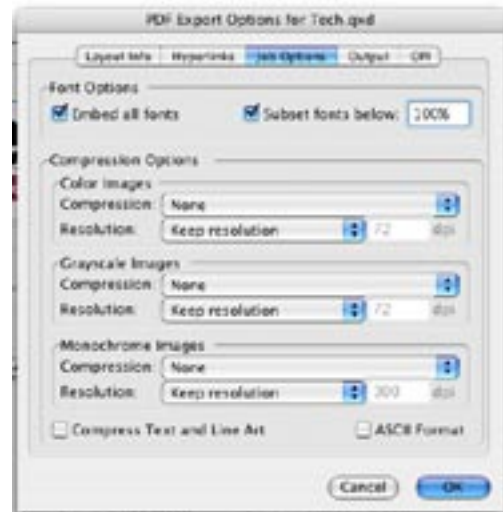 PDF Export Options for Tech.qxd
Layout Info Hyperlinks Job Options Output OPI
Font Options
Embed all fonts Subset fonts below: 100%
Compression Options
Color Images
Compression: None
Resolution: Keep resolution 72 dpi
Grayscale Images
Compression: None
Resolution: Keep resolution 72 dpi
Monochrome Images
Compression: None
Resolution: Keep resolution 300 dpi
Compress Text and Line Art ASCII Format
Cancel OK